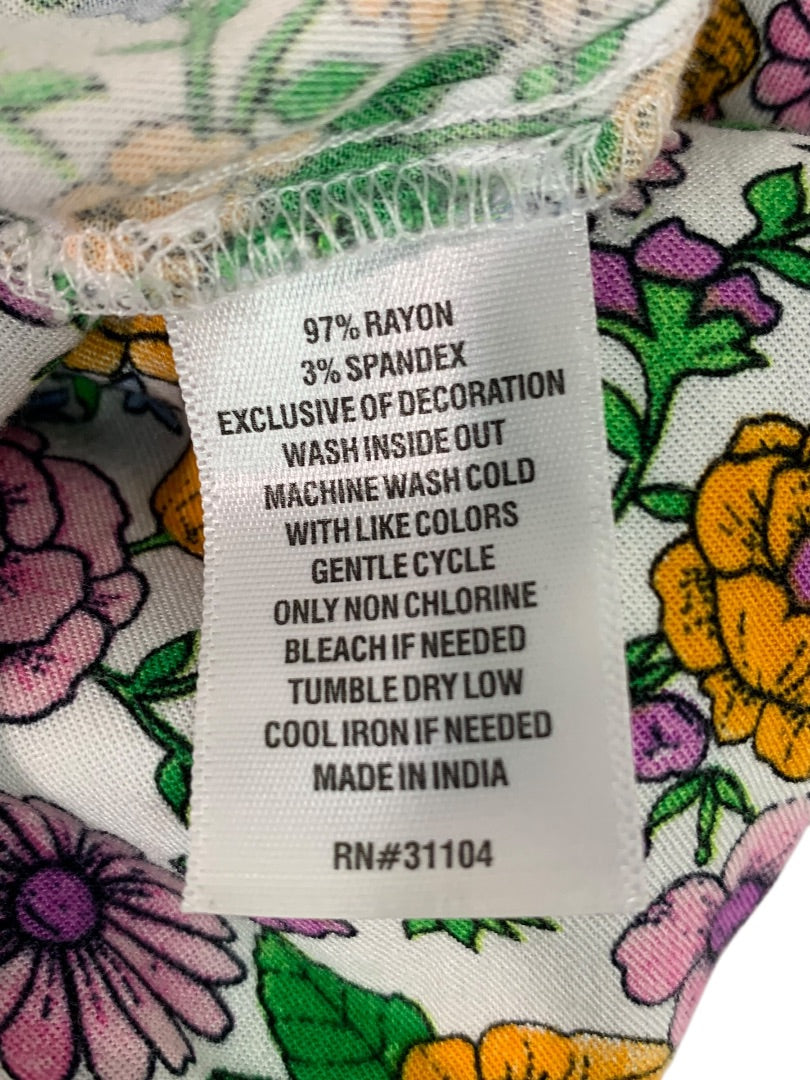 97% RAYON
3% SPANDEX
EXCLUSIVE OF DECORATION
WASH INSIDE OUT
MACHINE WASH COLD
WITH LIKE COLORS
GENTLE CYCLE
ONLY NON CHLORINE
BLEACH IF NEEDED
TUMBLE DRY LOW
COOL IRON IF NEEDED
MADE IN INDIA
RN#31104